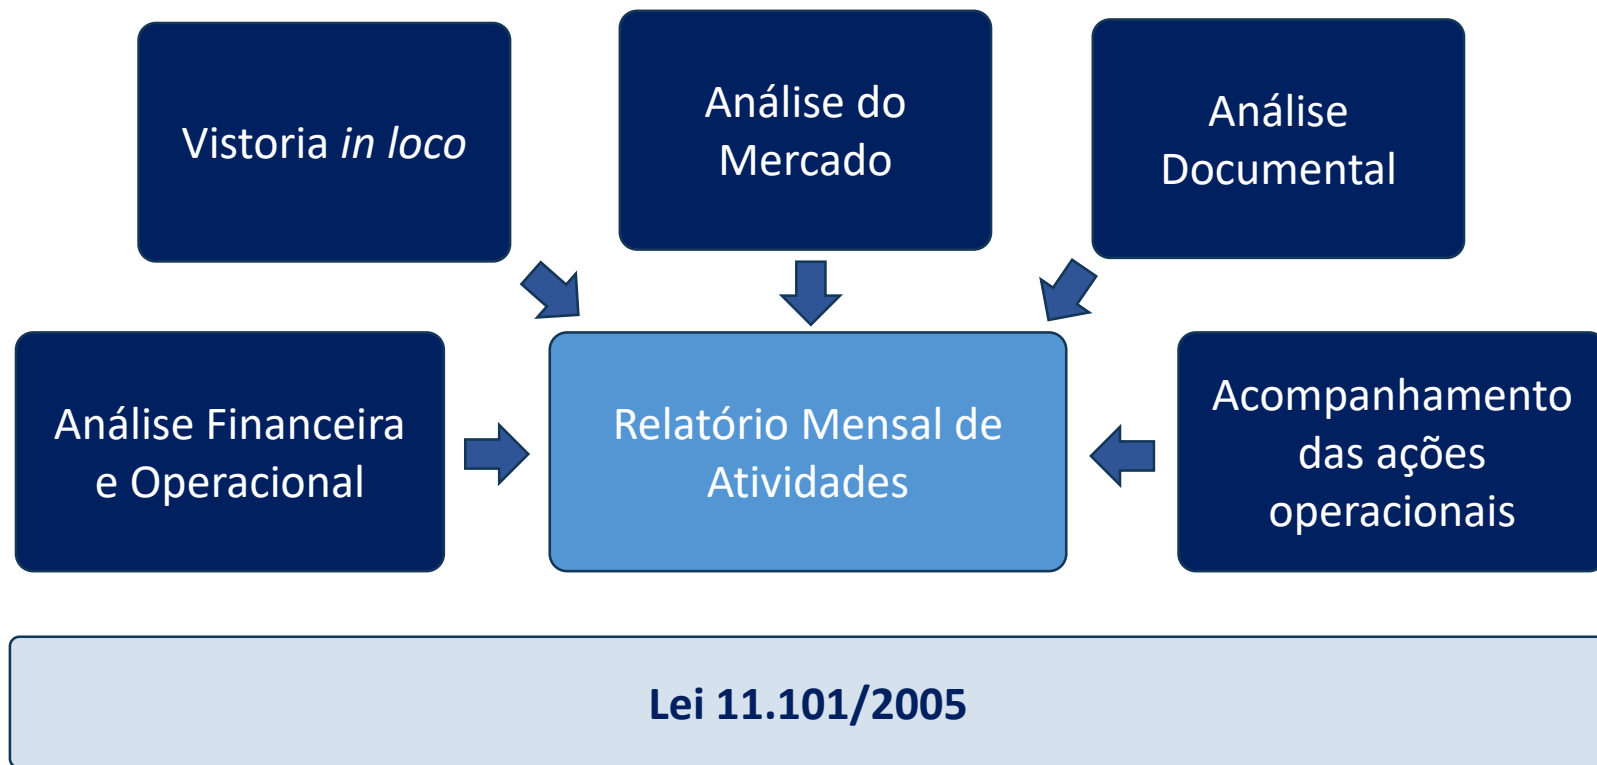 Vistoria in loco
Análise do
Mercado
Análise
Documental
Análise Financeira
e Operacional
Relatório Mensal de
Atividades
Acompanhamento
das ações
operacionais
Lei 11.101/2005